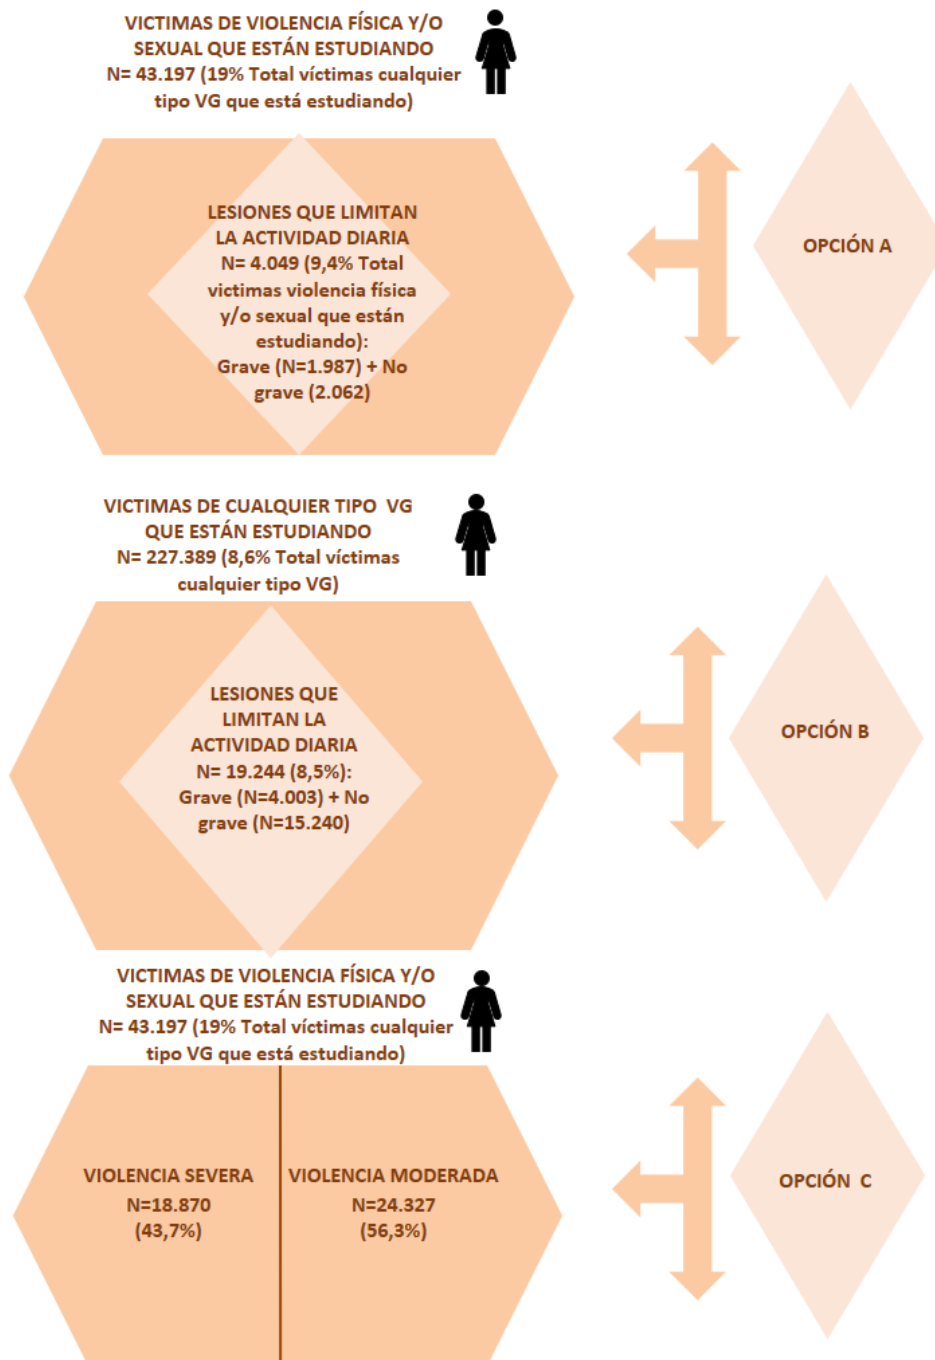 VICTIMAS DE VIOLENCIA FÍSICA Y/O
SEXUAL QUE ESTÁN ESTUDIANDO
N= 43.197 (19% Total víctimas cualquier
tipo VG que está estudiando)
LESIONES QUE LIMITAN
LA ACTIVIDAD DIARIA
N= 4.049 (9,4% Total
victimas violencia física
y/o sexual que están
estudiando):
Grave (N=1.987) + No
grave (2.062)
OPCIÓN A
VICTIMAS DE CUALQUIER TIPO VG
QUE ESTÁN ESTUDIANDO
N= 227.389 (8,6% Total víctimas
cualquier tipo VG)
LESIONES QUE
LIMITAN LA
ACTIVIDAD DIARIA
N= 19.244 (8,5%):
Grave (N=4.003) + No
grave (N=15.240)
OPCIÓN B
VICTIMAS DE VIOLENCIA FÍSICA Y/O
SEXUAL QUE ESTÁN ESTUDIANDO
N= 43.197 (19% Total víctimas cualquier
tipo VG que está estudiando)
VIOLENCIA SEVERA
N=18.870
(43,7%)
VIOLENCIA MODERADA
N=24.327
(56,3%)
OPCIÓN C